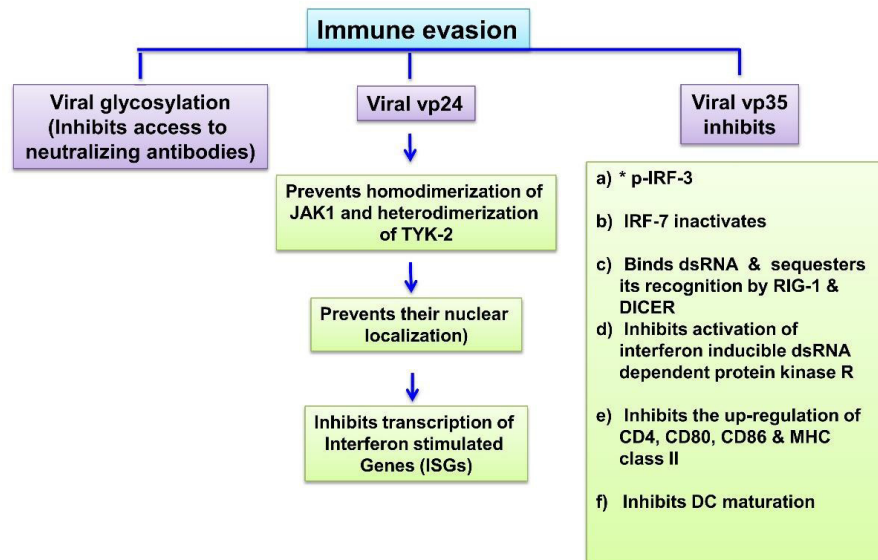 Immune evasion
Viral glycosylation
(Inhibits access to
neutralizing antibodies)
Viral vp24
Prevents homodimerization of
JAK1 and heterodimerization
of TYK-2
Prevents their nuclear
localization)
Inhibits transcription of
Interferon stimulated
Genes (ISGs)
Viral vp35
inhibits
a) * p-IRF-3
b) IRF-7 inactivates
c) Binds dsRNA & sequesters
its recognition by RIG-1 &
DICER
d) Inhibits activation of
interferon inducible dsRNA
dependent protein kinase R
e) Inhibits the up-regulation of
CD4, CD80, CD86 & MHC
class II
f) Inhibits DC maturation